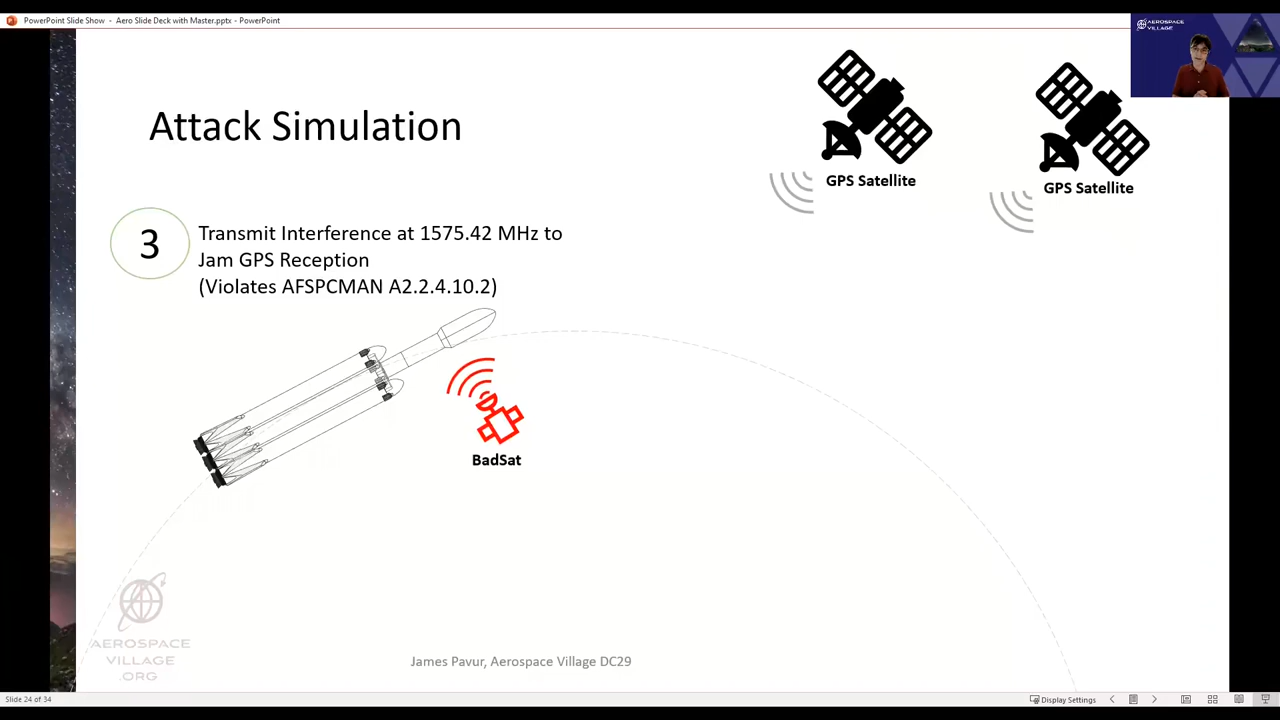 PowerPoint Slide Show - Aero Slide Deck with Master.pptx - PowerPoint
AEROSPACE
VILLAGE
Attack Simulation
GPS Satellite
GPS Satellite
3
Transmit Interference at 1575.42 MHz to
Jam GPS Reception
(Violates AFSPCMAN A2.2.4.10.2)
BadSat
AEROSPACE
VILLAGE
.ORG
James Pavur, Aerospace Village DC29
Slide 24 of 34
Display Settings